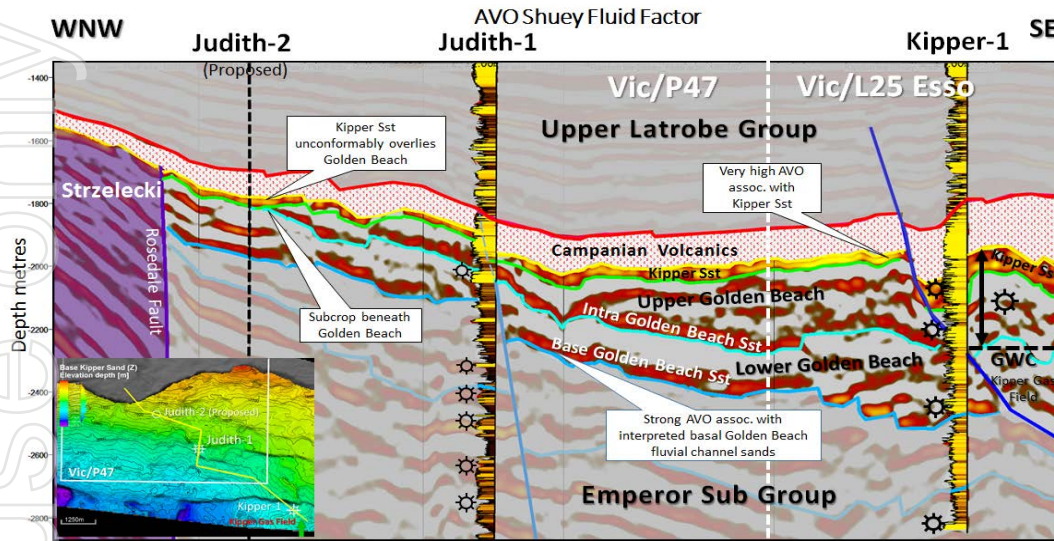 AVO Shuey Fluid Factor
WNW
Judith-2
(Proposed)
Judith-1
Kipper-1
SE
Vic/P47
Vic/L25 Esso
Upper Latrobe Group
Kipper Sst
unconformably overlies
Golden Beach
Very high AVO
assoc. with
Kipper Sst
Strzelecki
Rosedale Fault
Campanian Volcanics
Kipper Sst
Kipper Ss
Upper Golden Beach
Intra Golden Beach Sst
Base Golden Beach Sst
Lower Golden Beach
Subcrop beneath
Golden Beach
GWC
Kipper Gas
Field
Strong AVO assoc. with
interpreted basal Golden Beach
fluvial channel sands
Emperor Sub Group
Depth metres
-1400
-1600
-1800
-2000
-2200
-2400
-2600
-2800
Base Kipper Sand (Z)
Elevation depth [m]
Judith-2 (Proposed)
Judith-1
Vic/P47
Kipper-1
Kipper Gas Field
1250m